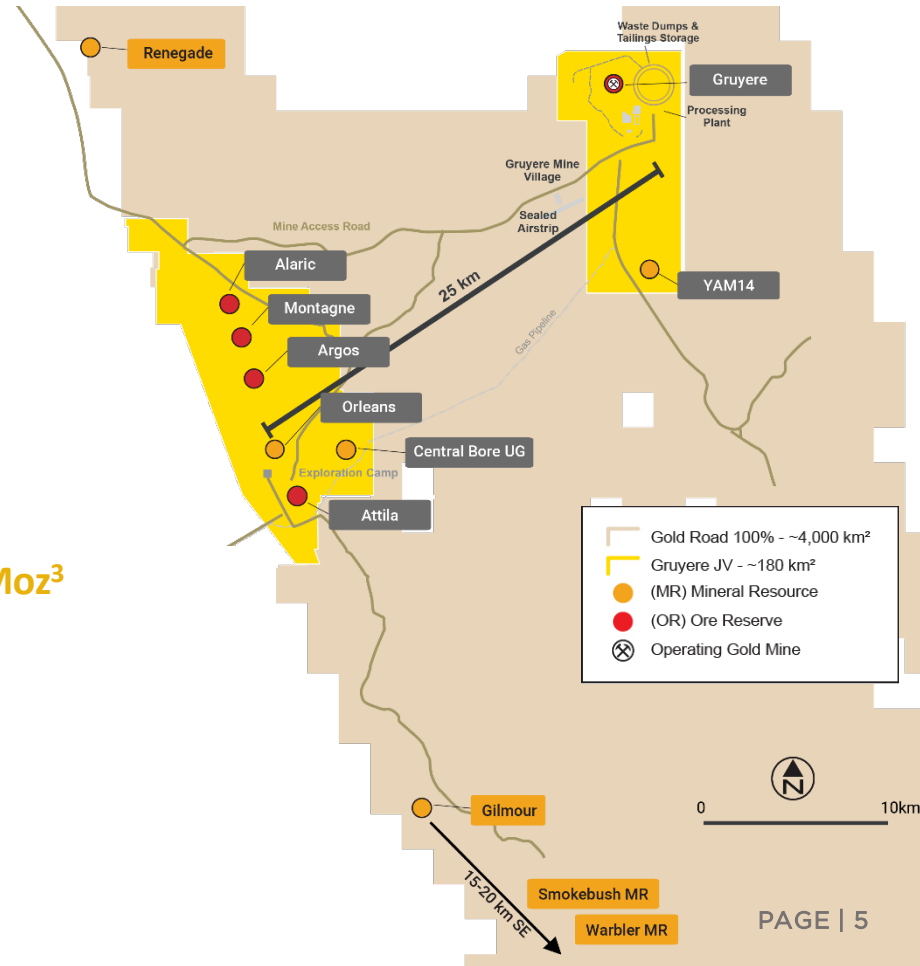 Waste Dumps &
Tailings Storage
Renegade
Gruyere
Processing
Plant
Gruyere Mine
Village
Sealed
Airstrip
Mine Access Road
Alaric
25 km
YAM14
Montagne
Gas Pipeline
Argos
Orleans
Central Bore UG
Exploration Camp
Attila
Gold Road 100% - ~4,000 km²
Gruyere JV - ~180 km²
(MR) Mineral Resource
(OR) Ore Reserve
Operating Gold Mine
Moz³
N
0 10km
Gilmour
15-20 km SE
Smokebush MR
Warbler MR
PAGE | 5